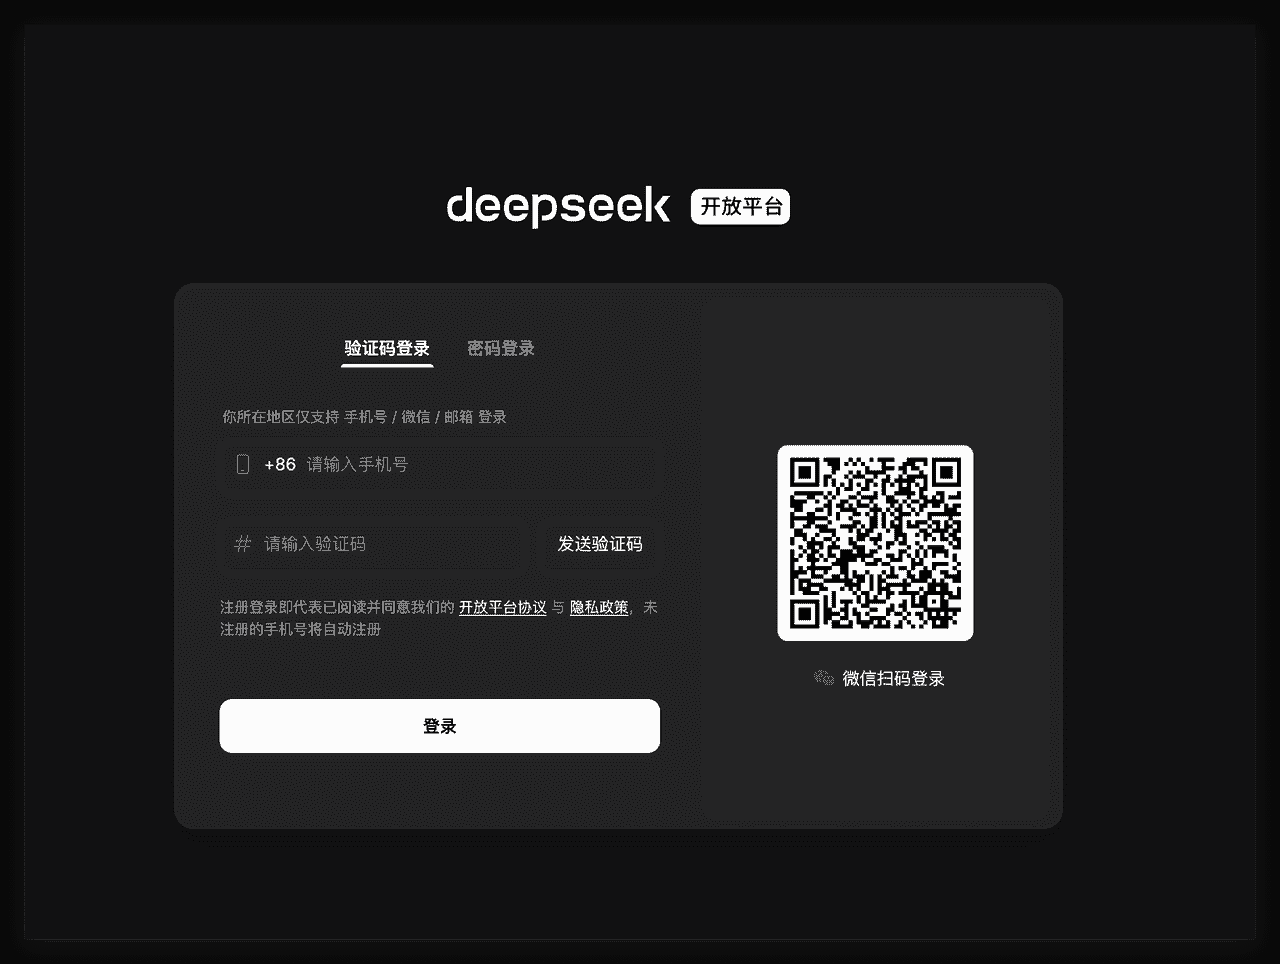 deepseek 开放平台
验证码登录 密码登录
你所在地区仅支持 手机号 / 微信 / 邮箱 登录
+86 请输入手机号
# 请输入验证码 发送验证码
注册登录即代表已阅读并同意我们的 开放平台协议 与 隐私政策，未
注册的手机号将自动注册
登录
微信扫码登录